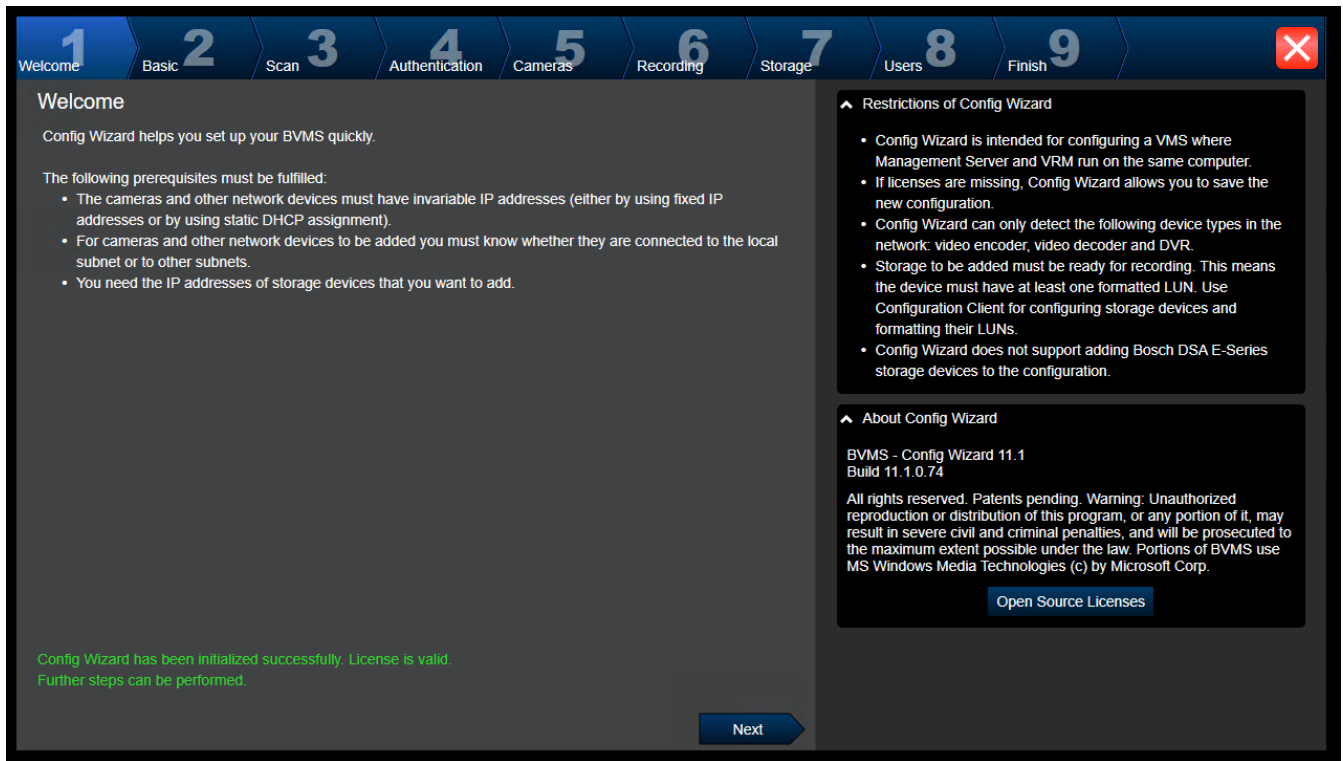 1 Welcome
2 Basic
3 Scan
4 Authentication
5 Cameras
6 Recording
7 Storage
8 Users
9 Finish
Welcome
Config Wizard helps you set up your BVMS quickly.
The following prerequisites must be fulfilled:
• The cameras and other network devices must have invariable IP addresses (either by using fixed IP
addresses or by using static DHCP assignment).
• For cameras and other network devices to be added you must know whether they are connected to the local
subnet or to other subnets.
• You need the IP addresses of storage devices that you want to add.
Config Wizard has been initialized successfully. License is valid.
Further steps can be performed.
Next
Restrictions of Config Wizard
• Config Wizard is intended for configuring a VMS where
Management Server and VRM run on the same computer.
• If licenses are missing, Config Wizard allows you to save the
new configuration.
• Config Wizard can only detect the following device types in the
network: video encoder, video decoder and DVR.
• Storage to be added must be ready for recording. This means
the device must have at least one formatted LUN. Use
Configuration Client for configuring storage devices and
formatting their LUNs.
• Config Wizard does not support adding Bosch DSA E-Series
storage devices to the configuration.
About Config Wizard
BVMS - Config Wizard 11.1
Build 11.1.0.74
All rights reserved. Patents pending. Warning: Unauthorized
reproduction or distribution of this program, or any portion of it, may
result in severe civil and criminal penalties, and will be prosecuted to
the maximum extent possible under the law. Portions of BVMS use
MS Windows Media Technologies (c) by Microsoft Corp.
Open Source Licenses